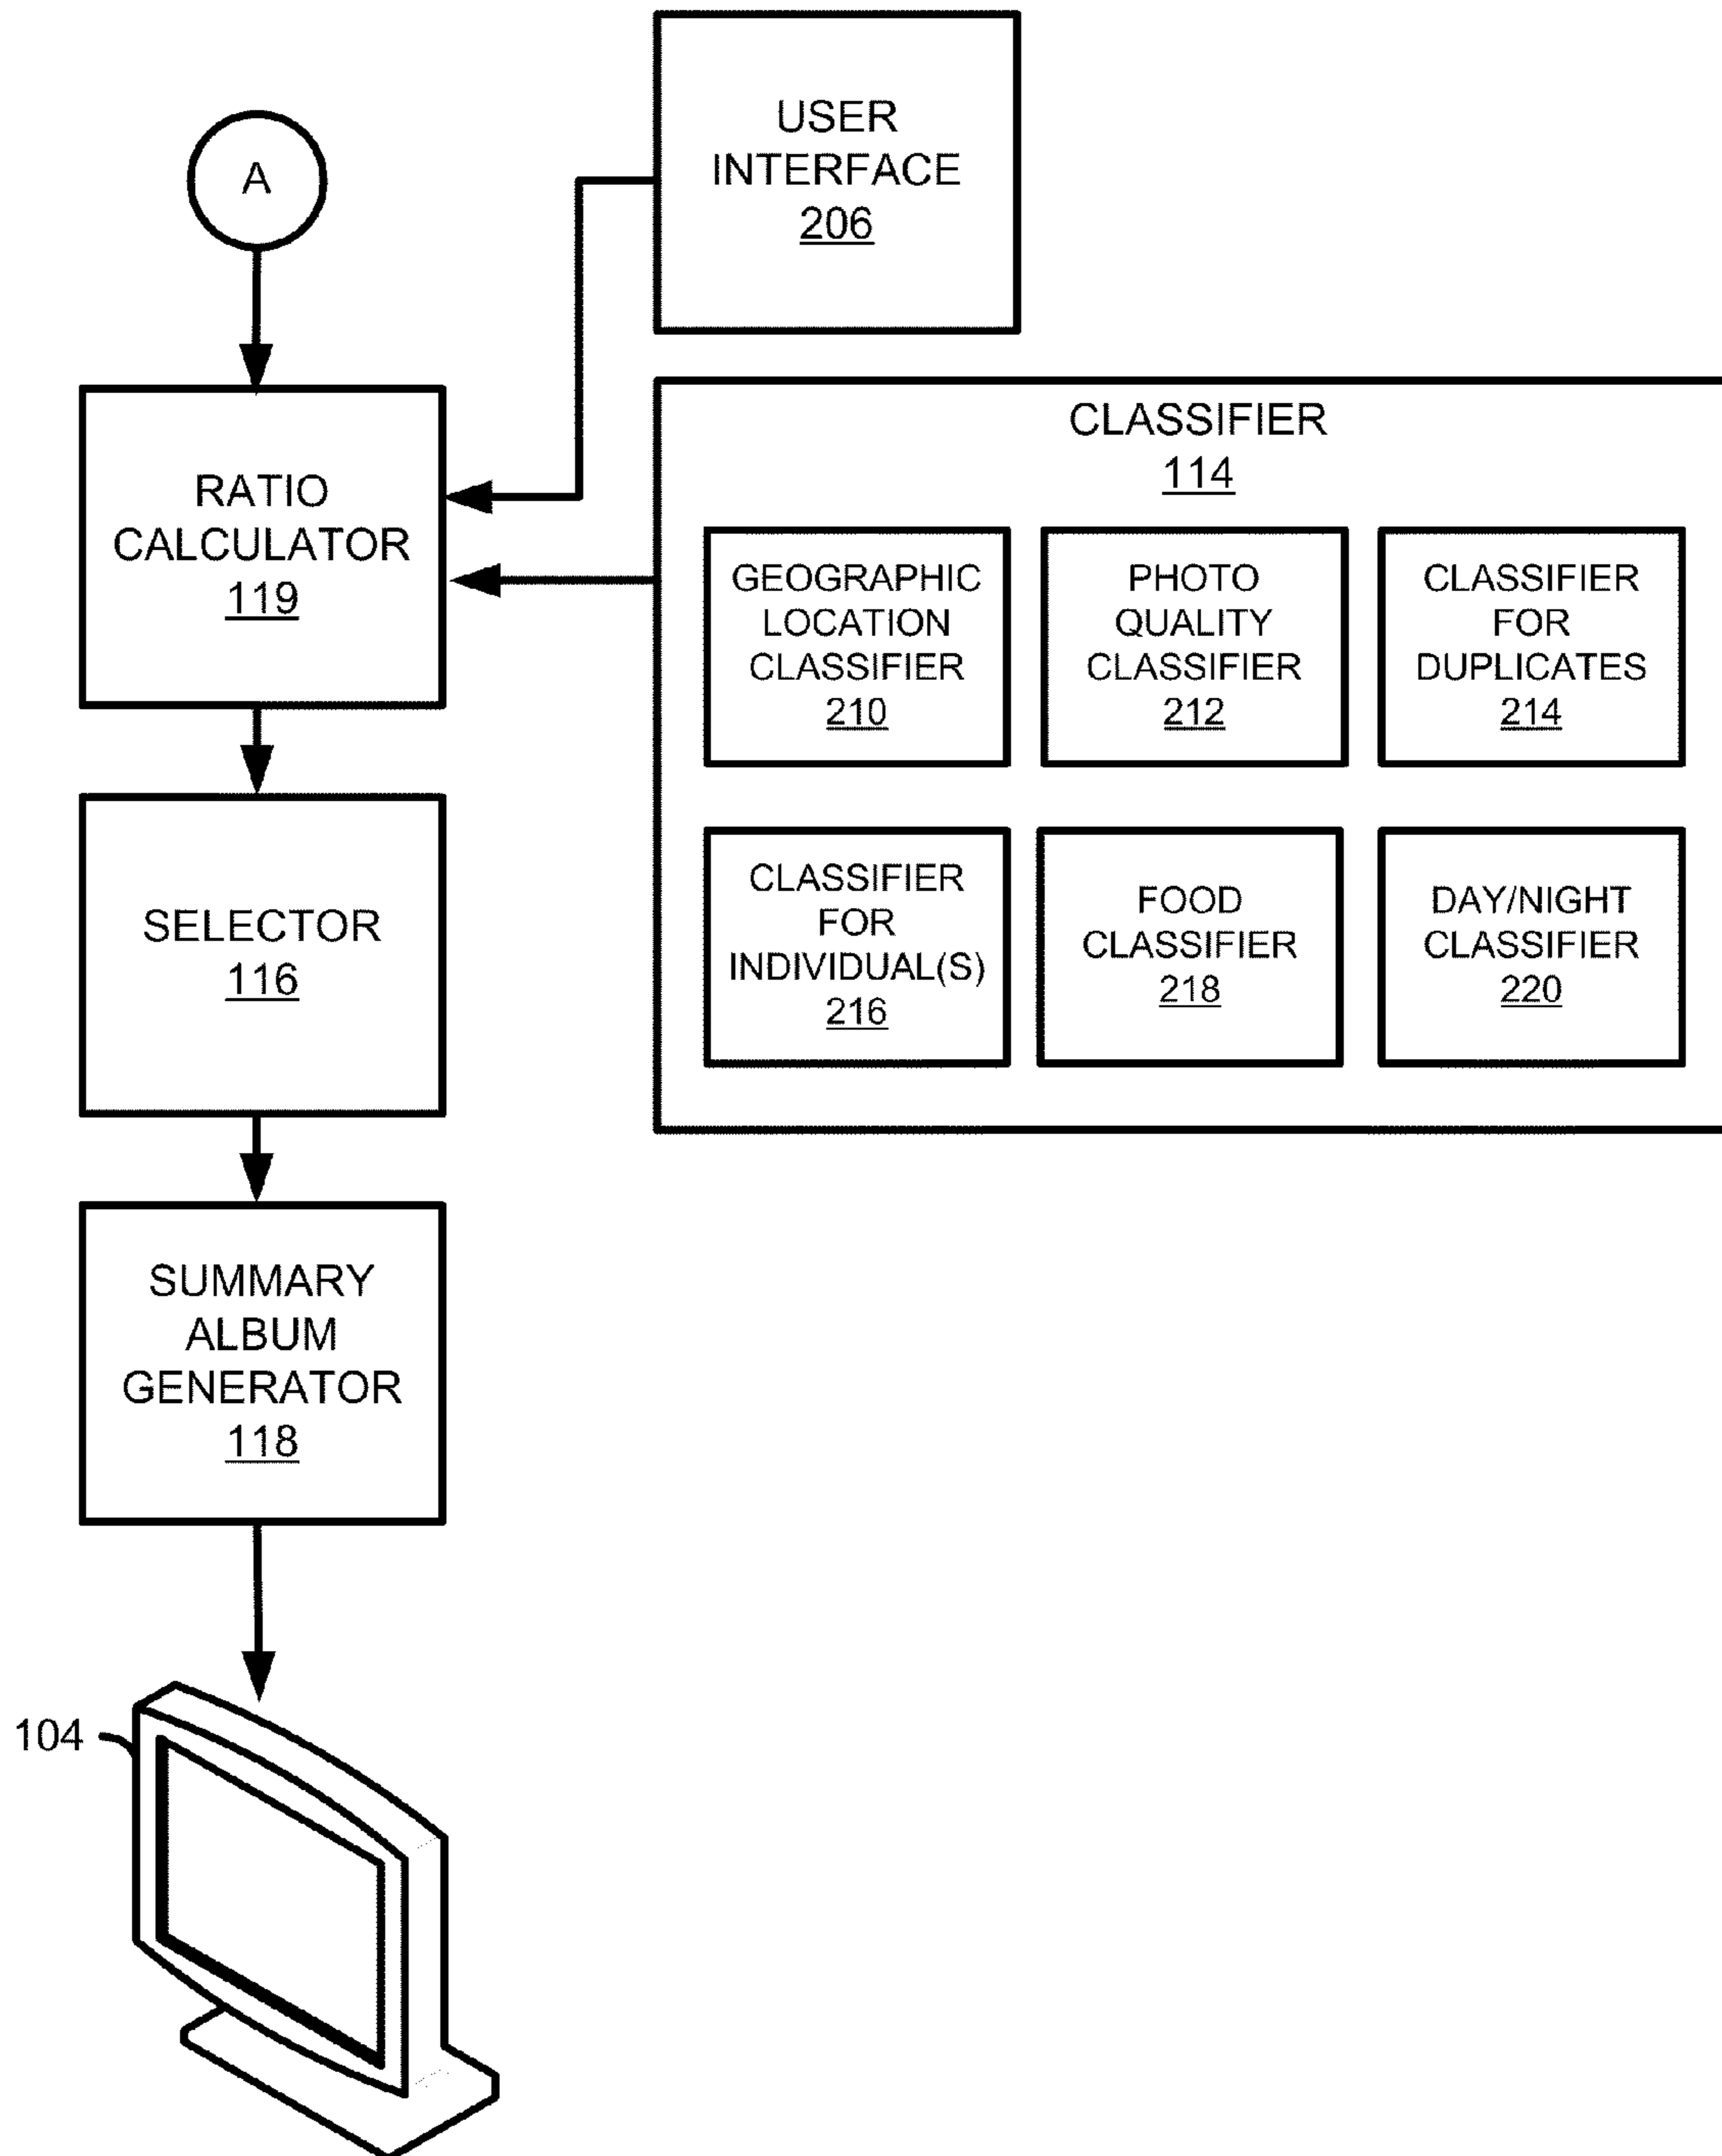 A
USER
INTERFACE
206
RATIO
CALCULATOR
119
CLASSIFIER
114
GEOGRAPHIC
LOCATION
CLASSIFIER
210
PHOTO
QUALITY
CLASSIFIER
212
CLASSIFIER
FOR
DUPLICATES
214
CLASSIFIER
FOR
INDIVIDUAL(S)
216
FOOD
CLASSIFIER
218
DAY/NIGHT
CLASSIFIER
220
SELECTOR
116
SUMMARY
ALBUM
GENERATOR
118
104